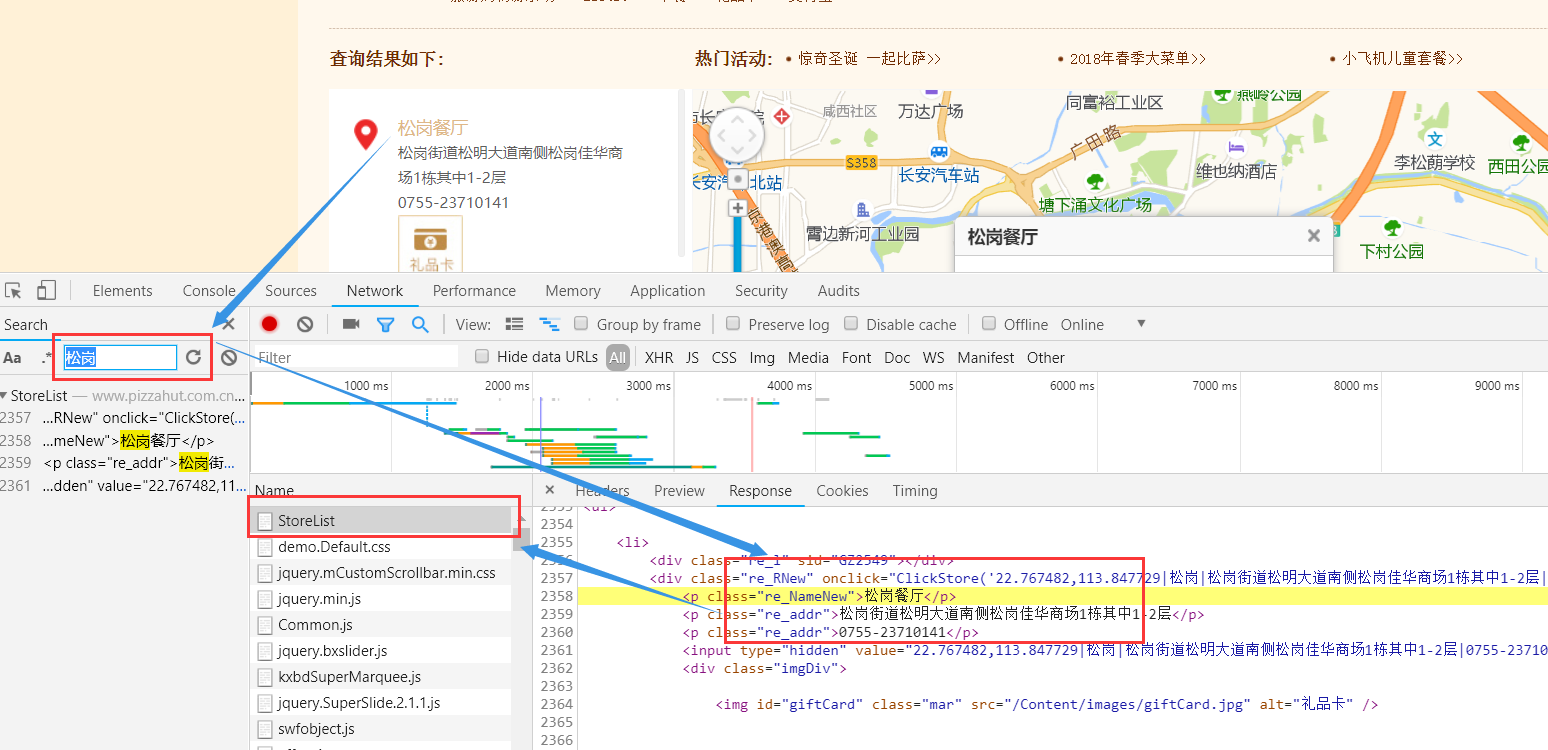 查询结果如下：
热门活动：
• 惊奇圣诞 一起比萨>>
• 2018年春季大菜单>>
• 小飞机儿童套餐>>
松岗餐厅
松岗街道松明大道南侧松岗佳华商
场1栋其中1-2层
0755-23710141
礼品卡
咸西社区
万达广场
同富裕工业区
燕岭公园
广田路
S358
长安汽车站
北站
李松蓢学校
西田公园
维也纳酒店
塘下涌文化广场
霄边新河工业园
京港澳高
下村公园
松岗餐厅 ×
Elements Console Sources Network Performance Memory Application Security Audits
Search ×
View: Group by frame Preserve log Disable cache Offline Online ▼
Aa .* 松岗
Filter Hide data URLs All XHR JS CSS Img Media Font Doc WS Manifest Other
1000 ms 2000 ms 3000 ms 4000 ms 5000 ms 6000 ms 7000 ms 8000 ms 9000 ms
StoreList — www.pizzahut.com.cn...
2357 ...RNew" onclick="ClickStore(...
2358 ...meNew">松岗餐厅</p>
2359 <p class="re_addr">松岗街...
2361 ...dden" value="22.767482,11...
Name
StoreList
demo.Default.css
jquery.mCustomScrollbar.min.css
jquery.min.js
Common.js
jquery.bxslider.js
kxbdSuperMarquee.js
jquery.SuperSlide.2.1.1.js
swfobject.js
× Headers Preview Response Cookies Timing
2353 <ul>
2354
2355 <li>
2356 <div class="re_l" sid="GZ2549"></div>
2357 <div class="re_RNew" onclick="ClickStore('22.767482,113.847729|松岗|松岗街道松明大道南侧松岗佳华商场1栋其中1-2层|
2358 <p class="re_NameNew">松岗餐厅</p>
2359 <p class="re_addr">松岗街道松明大道南侧松岗佳华商场1栋其中1-2层</p>
2360 <p class="re_addr">0755-23710141</p>
2361 <input type="hidden" value="22.767482,113.847729|松岗|松岗街道松明大道南侧松岗佳华商场1栋其中1-2层|0755-23710
2362 <div class="imgDiv">
2363
2364 <img id="giftCard" class="mar" src="/Content/images/giftCard.jpg" alt="礼品卡" />
2365
2366